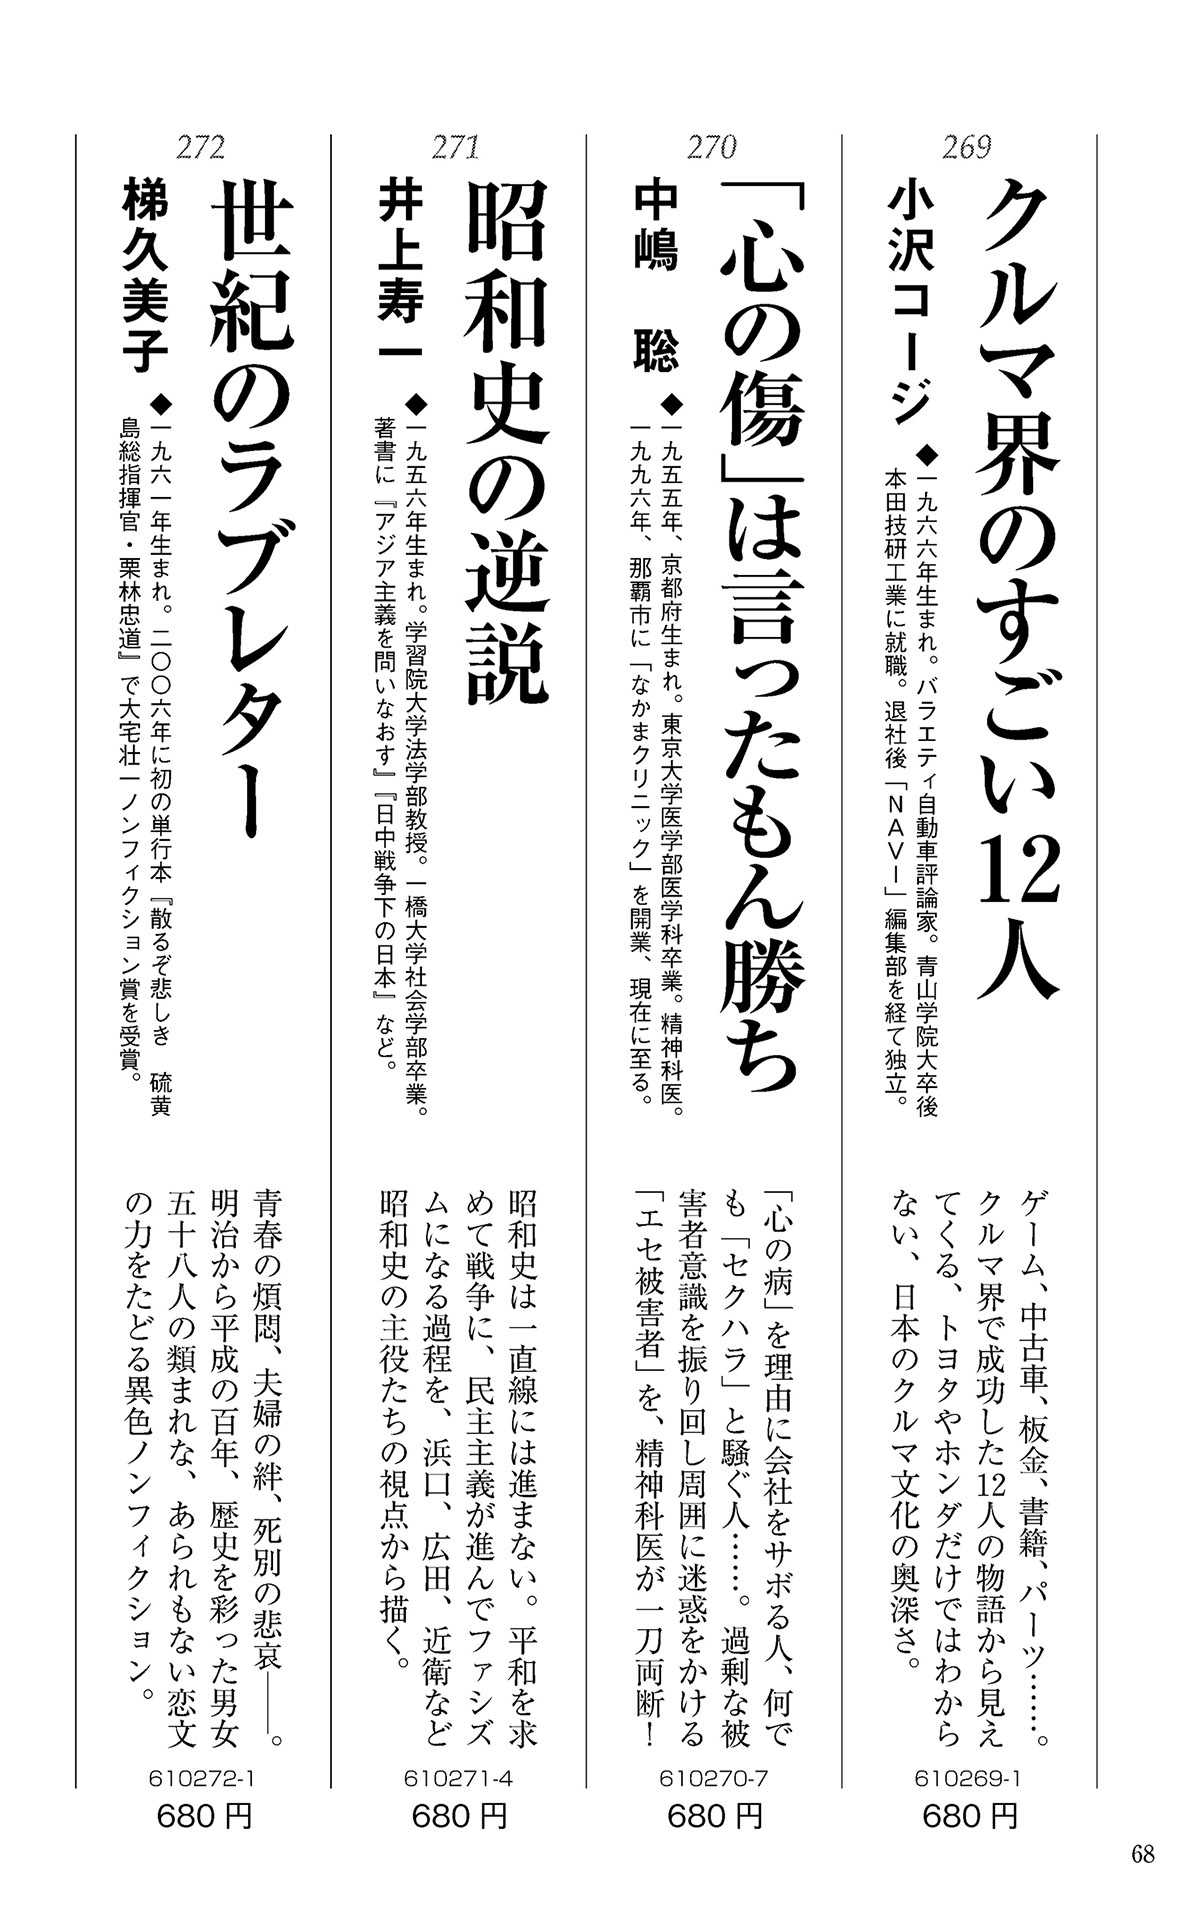 269
クルマ界のすごい12人
小沢コージ
◆一九六六年生まれ。バラエティ自動車評論家。青山学院大卒後
本田技研工業に就職。退社後「NAVI」編集部を経て独立。
ゲーム、中古車、板金、書籍、パーツ……。
クルマ界で成功した12人の物語から見え
てくる、トヨタやホンダだけではわから
ない、日本のクルマ文化の奥深さ。
610269-1
680円
270
「心の傷」は言ったもん勝ち
中嶋　聡
◆一九五五年、京都府生まれ。東京大学医学部医学科卒業。精神科医。
一九九六年、那覇市に「なかまクリニック」を開業、現在に至る。
「心の病」を理由に会社をサボる人、何で
も「セクハラ」と騒ぐ人……。過剰な被
害者意識を振り回し周囲に迷惑をかける
「エセ被害者」を、精神科医が一刀両断！
610270-7
680円
271
昭和史の逆説
井上寿一
◆一九五六年生まれ。学習院大学法学部教授。一橋大学社会学部卒業。
著書に『アジア主義を問いなおす』『日中戦争下の日本』など。
昭和史は一直線には進まない。平和を求
めて戦争に、民主主義が進んでファシズ
ムになる過程を、浜口、広田、近衛など
昭和史の主役たちの視点から描く。
610271-4
680円
272
世紀のラブレター
梯久美子
◆一九六一年生まれ。二〇〇六年に初の単行本『散るぞ悲しき　硫黄
島総指揮官・栗林忠道』で大宅壮一ノンフィクション賞を受賞。
青春の煩悶、夫婦の絆、死別の悲哀――。
明治から平成の百年、歴史を彩った男女
五十八人の類まれな、あられもない恋文
の力をたどる異色ノンフィクション。
610272-1
680円
68